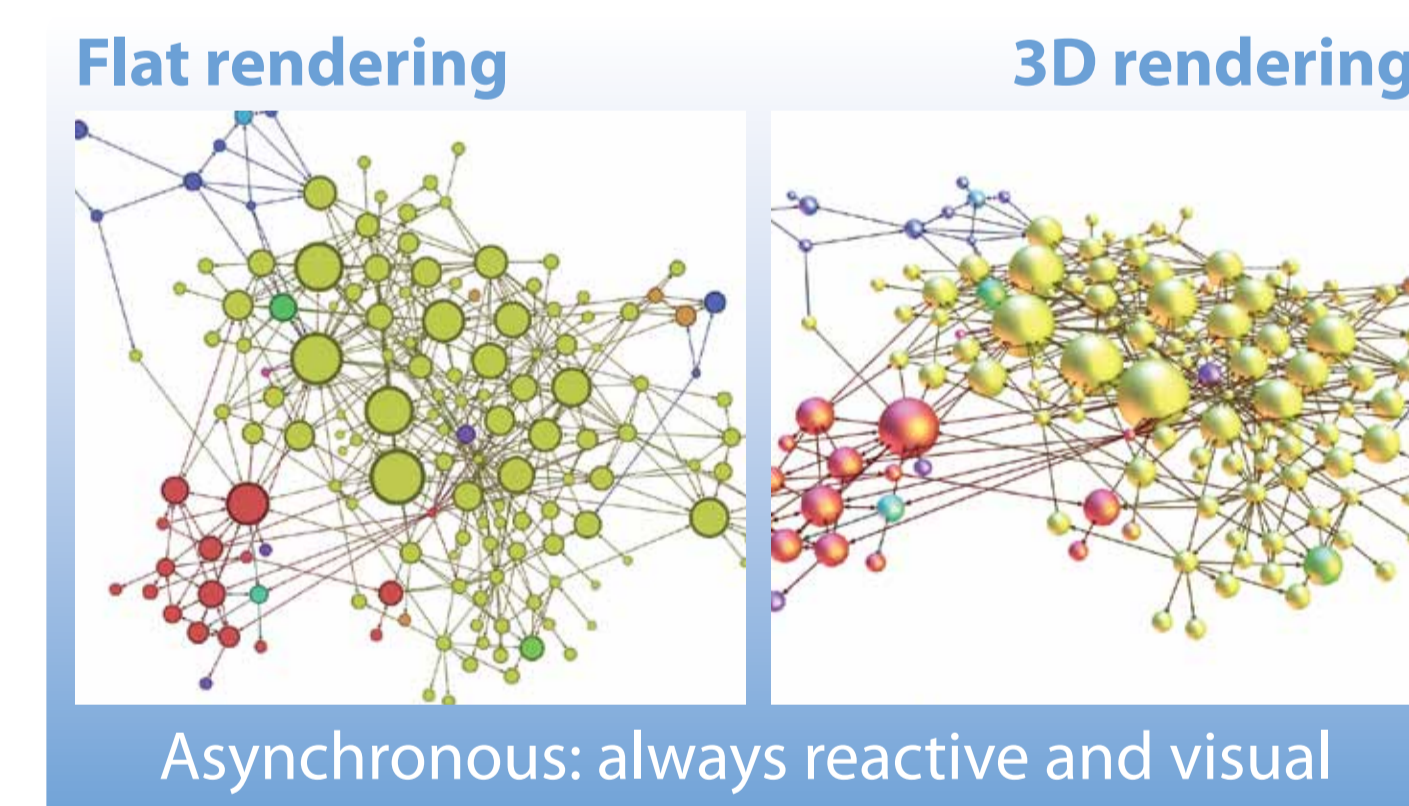 Flat rendering
3D rendering
Asynchronous: always reactive and visual